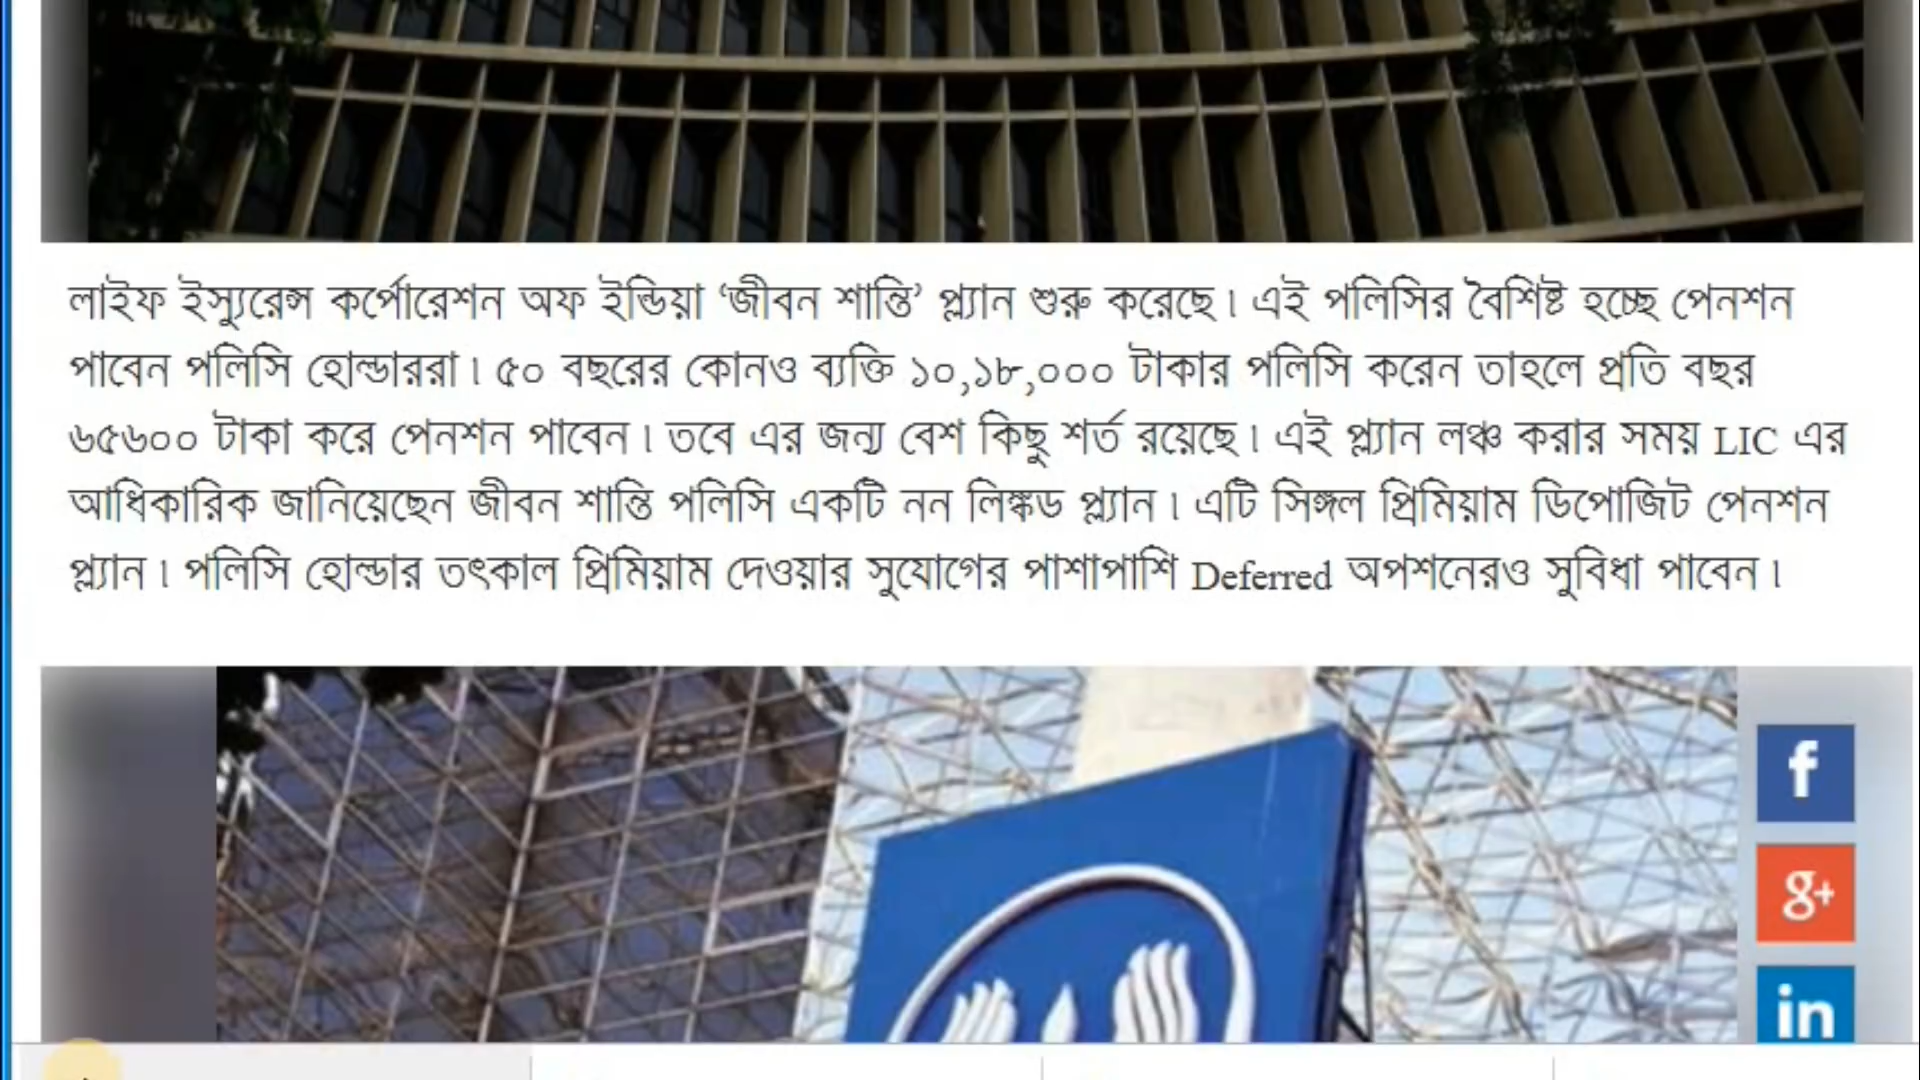 লাইফ ইন্স্যুরেন্স কর্পোরেশন অফ ইন্ডিয়া ‘জীবন শান্তি’ প্ল্যান শুরু করেছে ৷ এই পলিসির বৈশিষ্ট হচ্ছে পেনশন
পাবেন পলিসি হোল্ডাররা ৷ ৫০ বছরের কোনও ব্যক্তি ১০,১৮,০০০ টাকার পলিসি করেন তাহলে প্রতি বছর
৬৫৬০০ টাকা করে পেনশন পাবেন ৷ তবে এর জন্য বেশ কিছু শর্ত রয়েছে ৷ এই প্ল্যান লঞ্চ করার সময় LIC এর
আধিকারিক জানিয়েছেন জীবন শান্তি পলিসি একটি নন লিঙ্কড প্ল্যান ৷ এটি সিঙ্গল প্রিমিয়াম ডিপোজিট পেনশন
প্ল্যান ৷ পলিসি হোল্ডার তৎকাল প্রিমিয়াম দেওয়ার সুযোগের পাশাপাশি Deferred অপশনেরও সুবিধা পাবেন ৷
f
g+
in